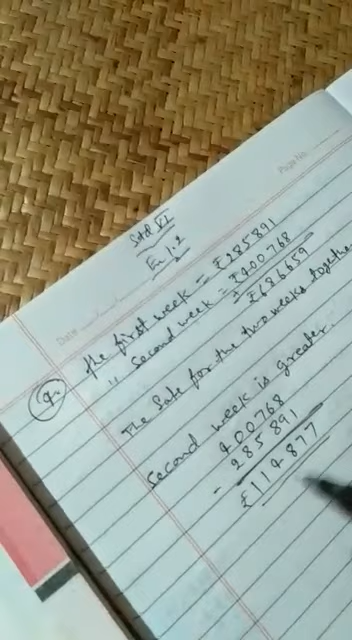 Page No.
Std VI
Ex 1.2
Date
4. The first week = ₹285891
" Second week = ₹400768
= ₹686659
The Sale for the two weeks together
Second week is greater.
400768
- 285891
₹114877